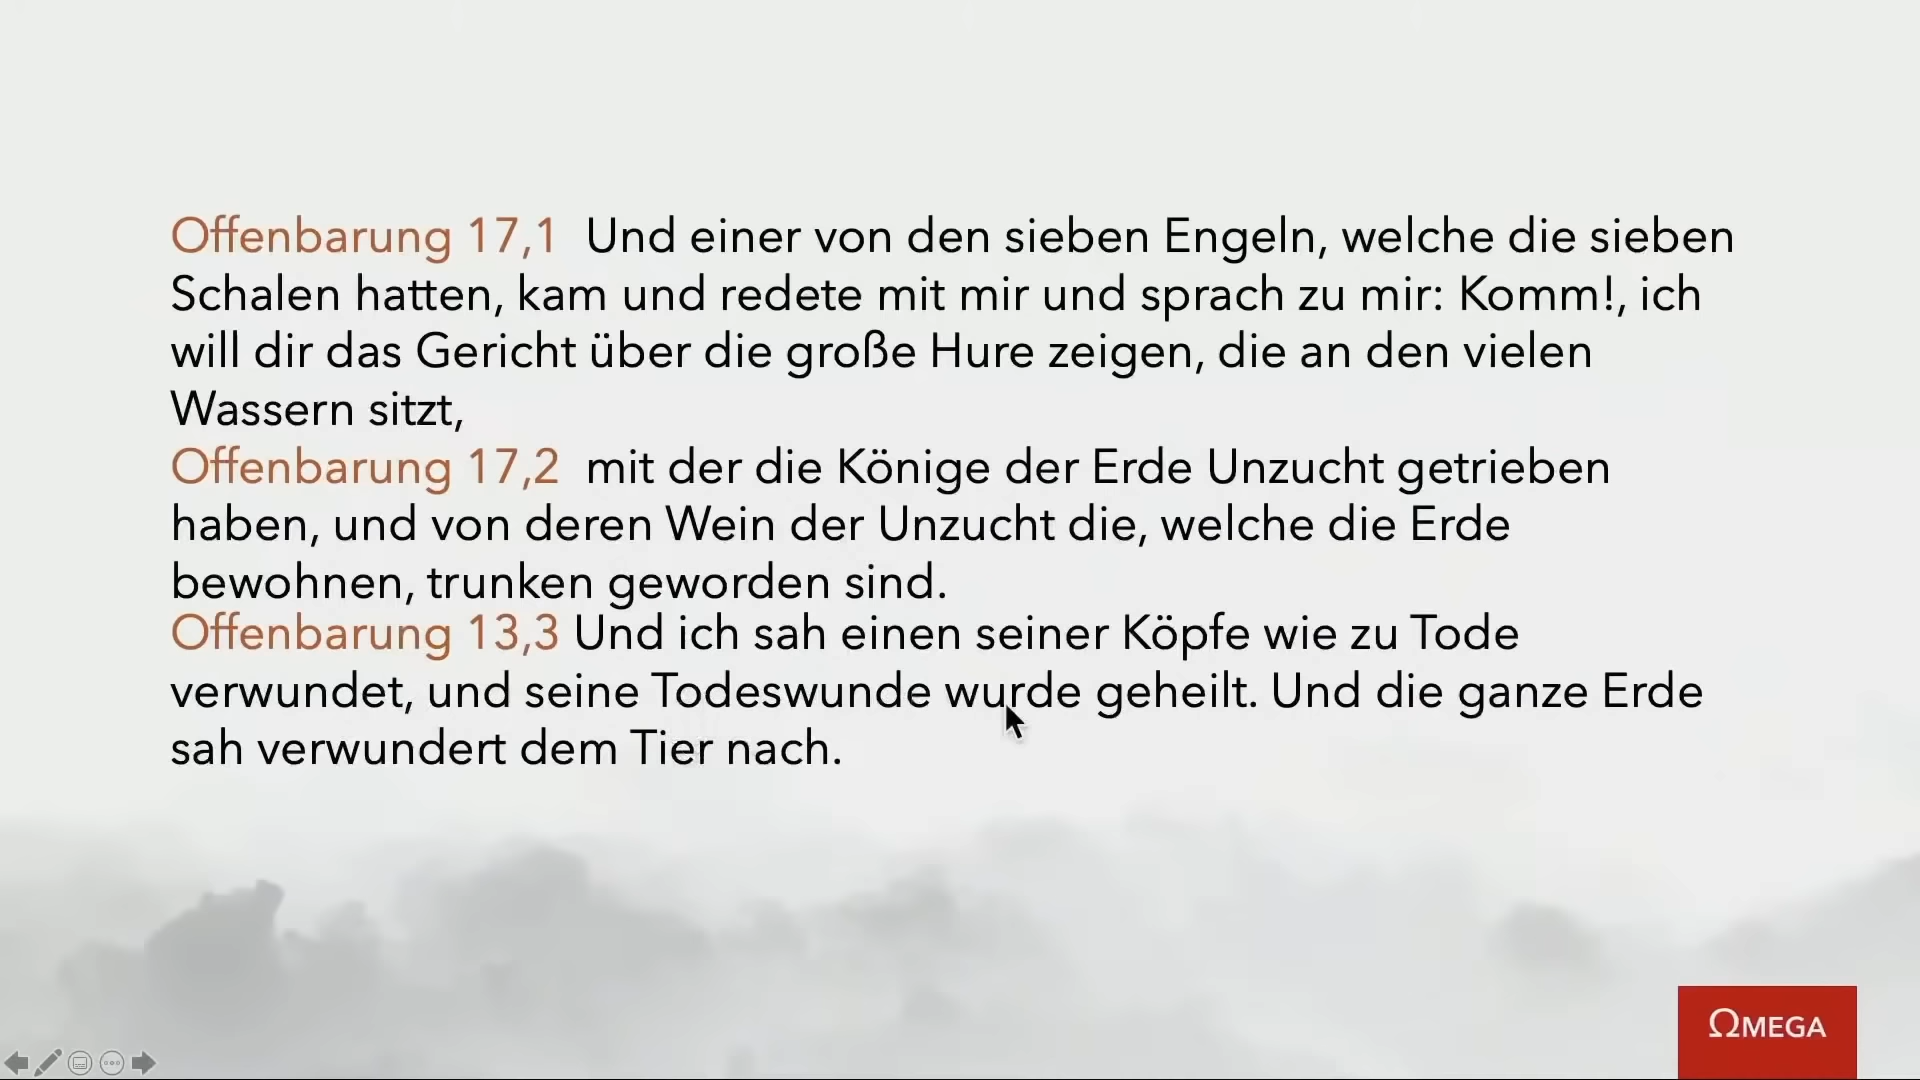 Offenbarung 17,1 Und einer von den sieben Engeln, welche die sieben
Schalen hatten, kam und redete mit mir und sprach zu mir: Komm!, ich
will dir das Gericht über die große Hure zeigen, die an den vielen
Wassern sitzt,
Offenbarung 17,2 mit der die Könige der Erde Unzucht getrieben
haben, und von deren Wein der Unzucht die, welche die Erde
bewohnen, trunken geworden sind.
Offenbarung 13,3 Und ich sah einen seiner Köpfe wie zu Tode
verwundet, und seine Todeswunde wurde geheilt. Und die ganze Erde
sah verwundert dem Tier nach.
ΩMEGA